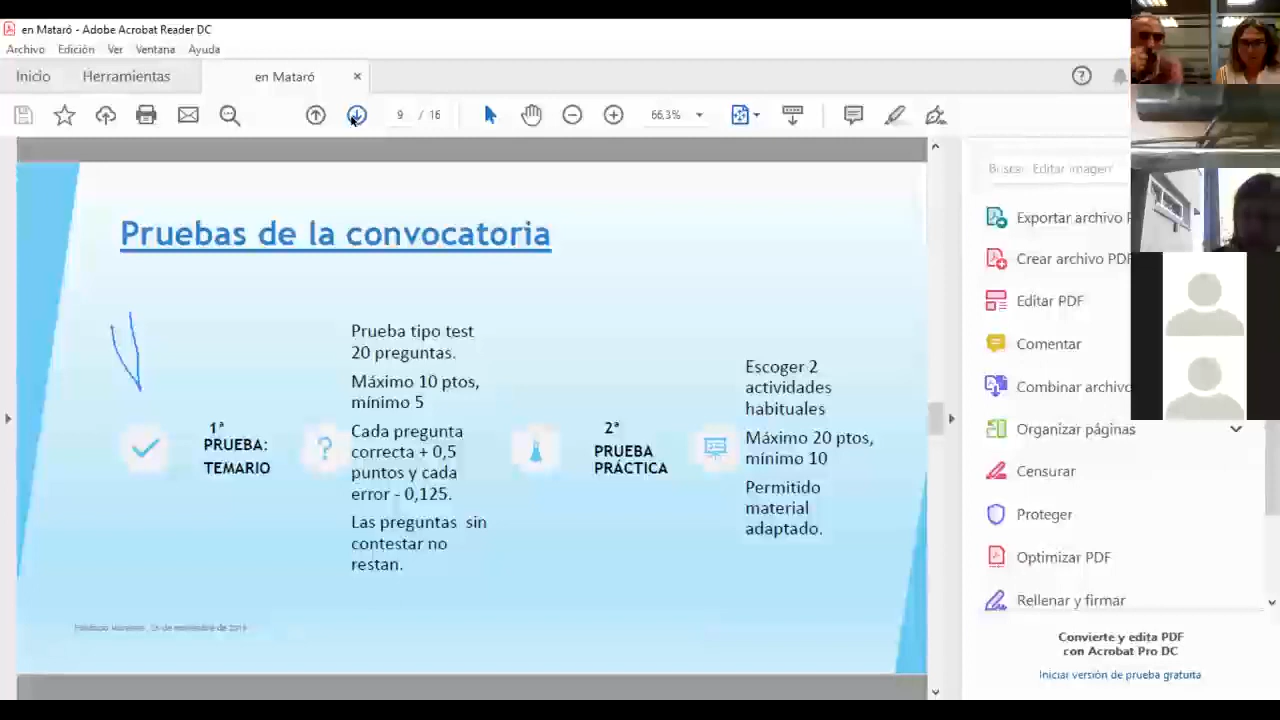 en Mataró - Adobe Acrobat Reader DC
Archivo Edición Ver Ventana Ayuda
Inicio Herramientas en Mataró ×
9 / 16 66,3%
Buscar Editar imagen
Pruebas de la convocatoria
1ª
PRUEBA:
TEMARIO
?
Prueba tipo test
20 preguntas.
Máximo 10 ptos,
mínimo 5
Cada pregunta
correcta + 0,5
puntos y cada
error - 0,125.
Las preguntas sin
contestar no
restan.
2ª
PRUEBA
PRÁCTICA
Escoger 2
actividades
habituales
Máximo 20 ptos,
mínimo 10
Permitido
material
adaptado.
de 2019
Exportar archivo
Crear archivo PDF
Editar PDF
Comentar
Combinar archivo
Organizar páginas
Censurar
Proteger
Optimizar PDF
Rellenar y firmar
Convierte y edita PDF
con Acrobat Pro DC
Iniciar versión de prueba gratuita